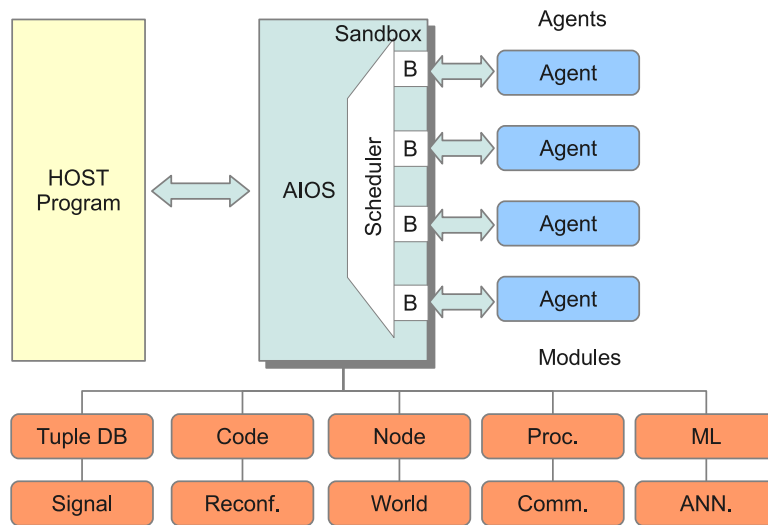 Sandbox
Agents
HOST
Program
AIOS
Scheduler
B
Agent
B
Agent
B
Agent
B
Agent
Modules
Tuple DB
Code
Node
Proc.
ML
Signal
Reconf.
World
Comm.
ANN.